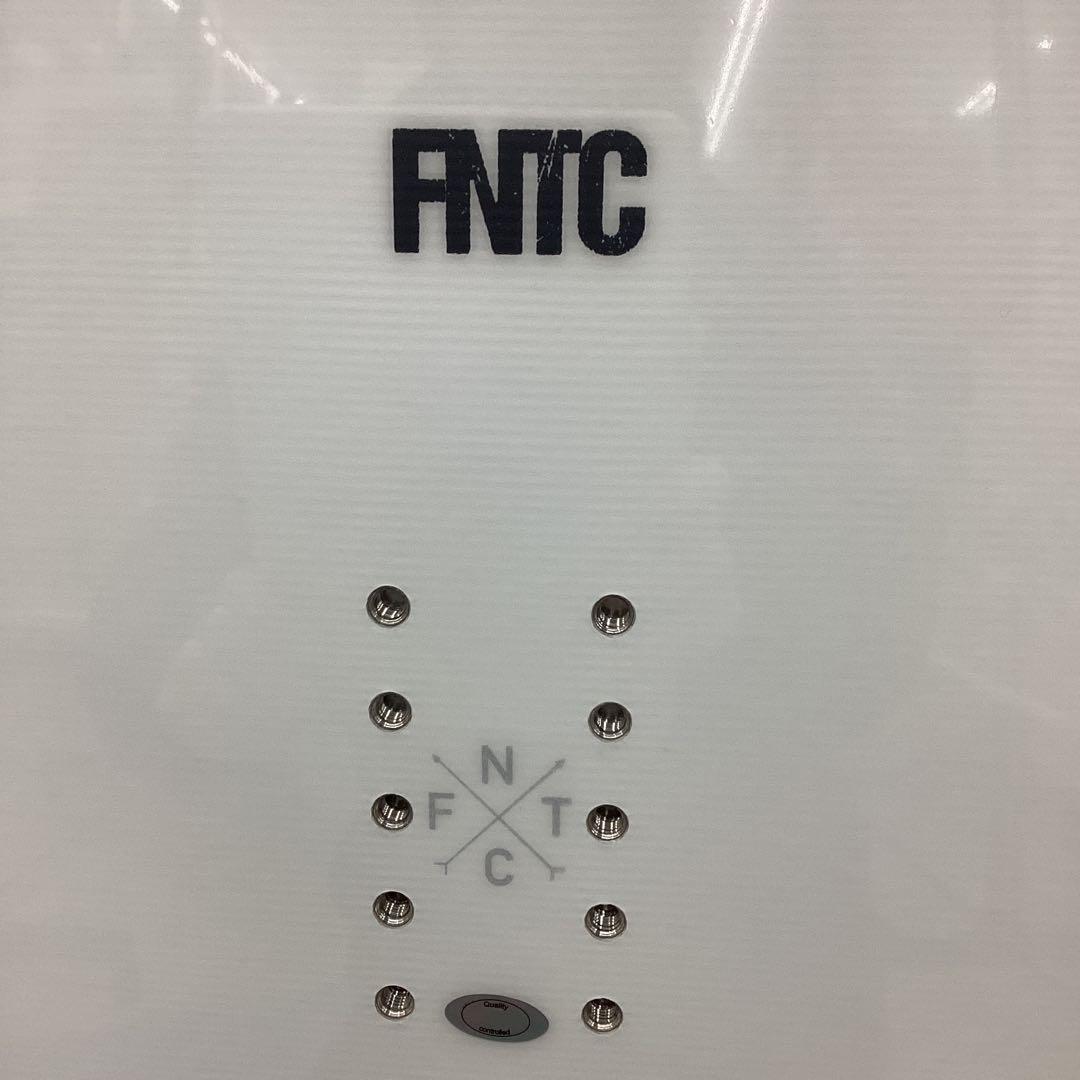 FNTC
N
F T
C
Quality
controlled